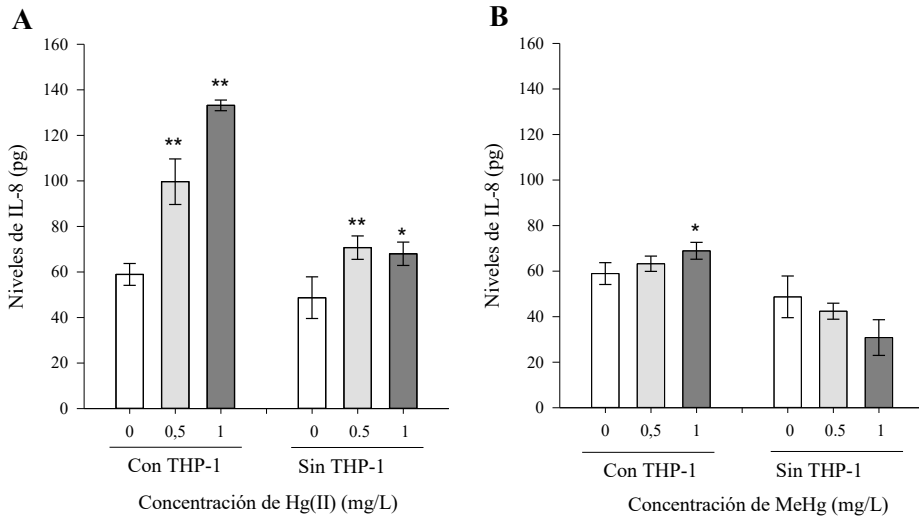 A
160
140
120
100
80
60
40
20
0
Niveles de IL-8 (pg)
**
**
**
*
0 0,5 1 0 0.5 1
Con THP-1 Sin THP-1
Concentración de Hg(II) (mg/L)
B
160
140
120
100
80
60
40
20
0
Niveles de IL-8 (pg)
*
0 0,5 1 0 0.5 1
Con THP-1 Sin THP-1
Concentración de MeHg (mg/L)